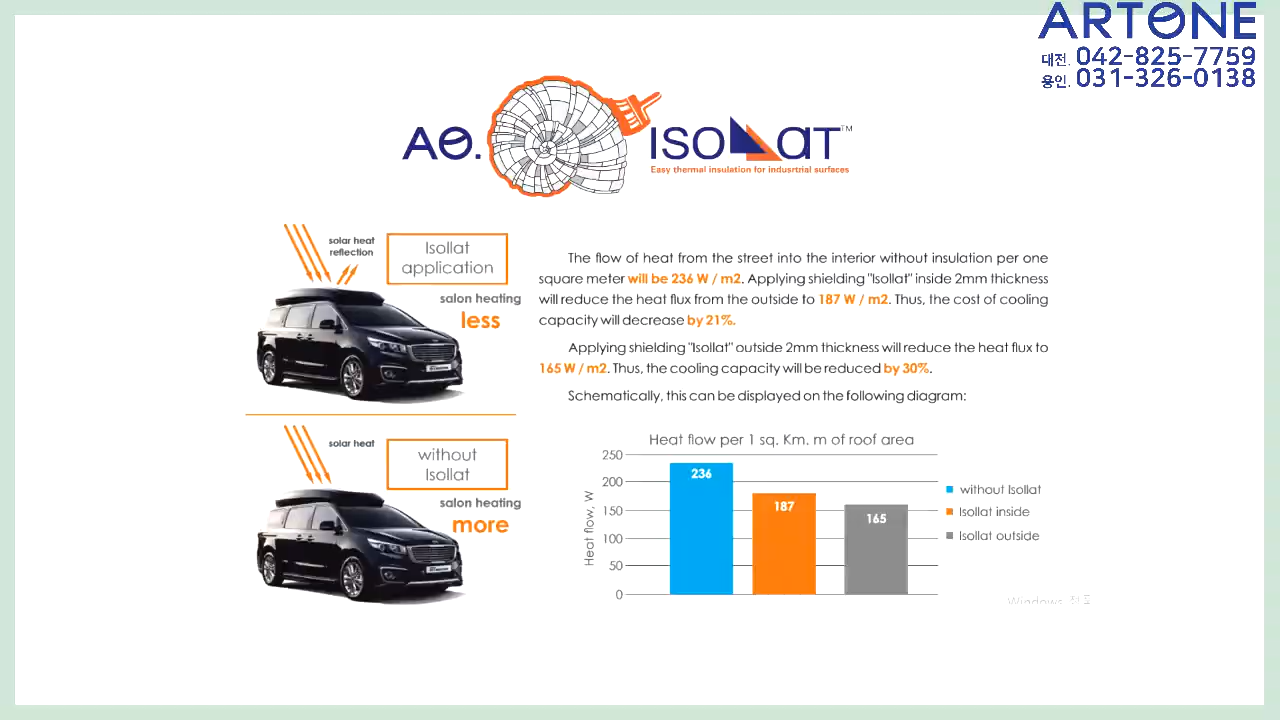 ARTONE
대전. 042-825-7759
용인. 031-326-0138
AO.
ISOLLAT™
Easy thermal insulation for indusrtrial surfaces
solar heat
reflection
Isollat
application
salon heating
less
The flow of heat from the street into the interior without insulation per one
square meter will be 236 W / m2. Applying shielding "Isollat" inside 2mm thickness
will reduce the heat flux from the outside to 187 W / m2. Thus, the cost of cooling
capacity will decrease by 21%.
Applying shielding "Isollat" outside 2mm thickness will reduce the heat flux to
165 W / m2. Thus, the cooling capacity will be reduced by 30%.
Schematically, this can be displayed on the following diagram:
solar heat
without
Isollat
salon heating
more
Heat flow per 1 sq. Km. m of roof area
Heat flow, W
250
200
150
100
50
0
236
187
165
without Isollat
Isollat inside
Isollat outside
Windows